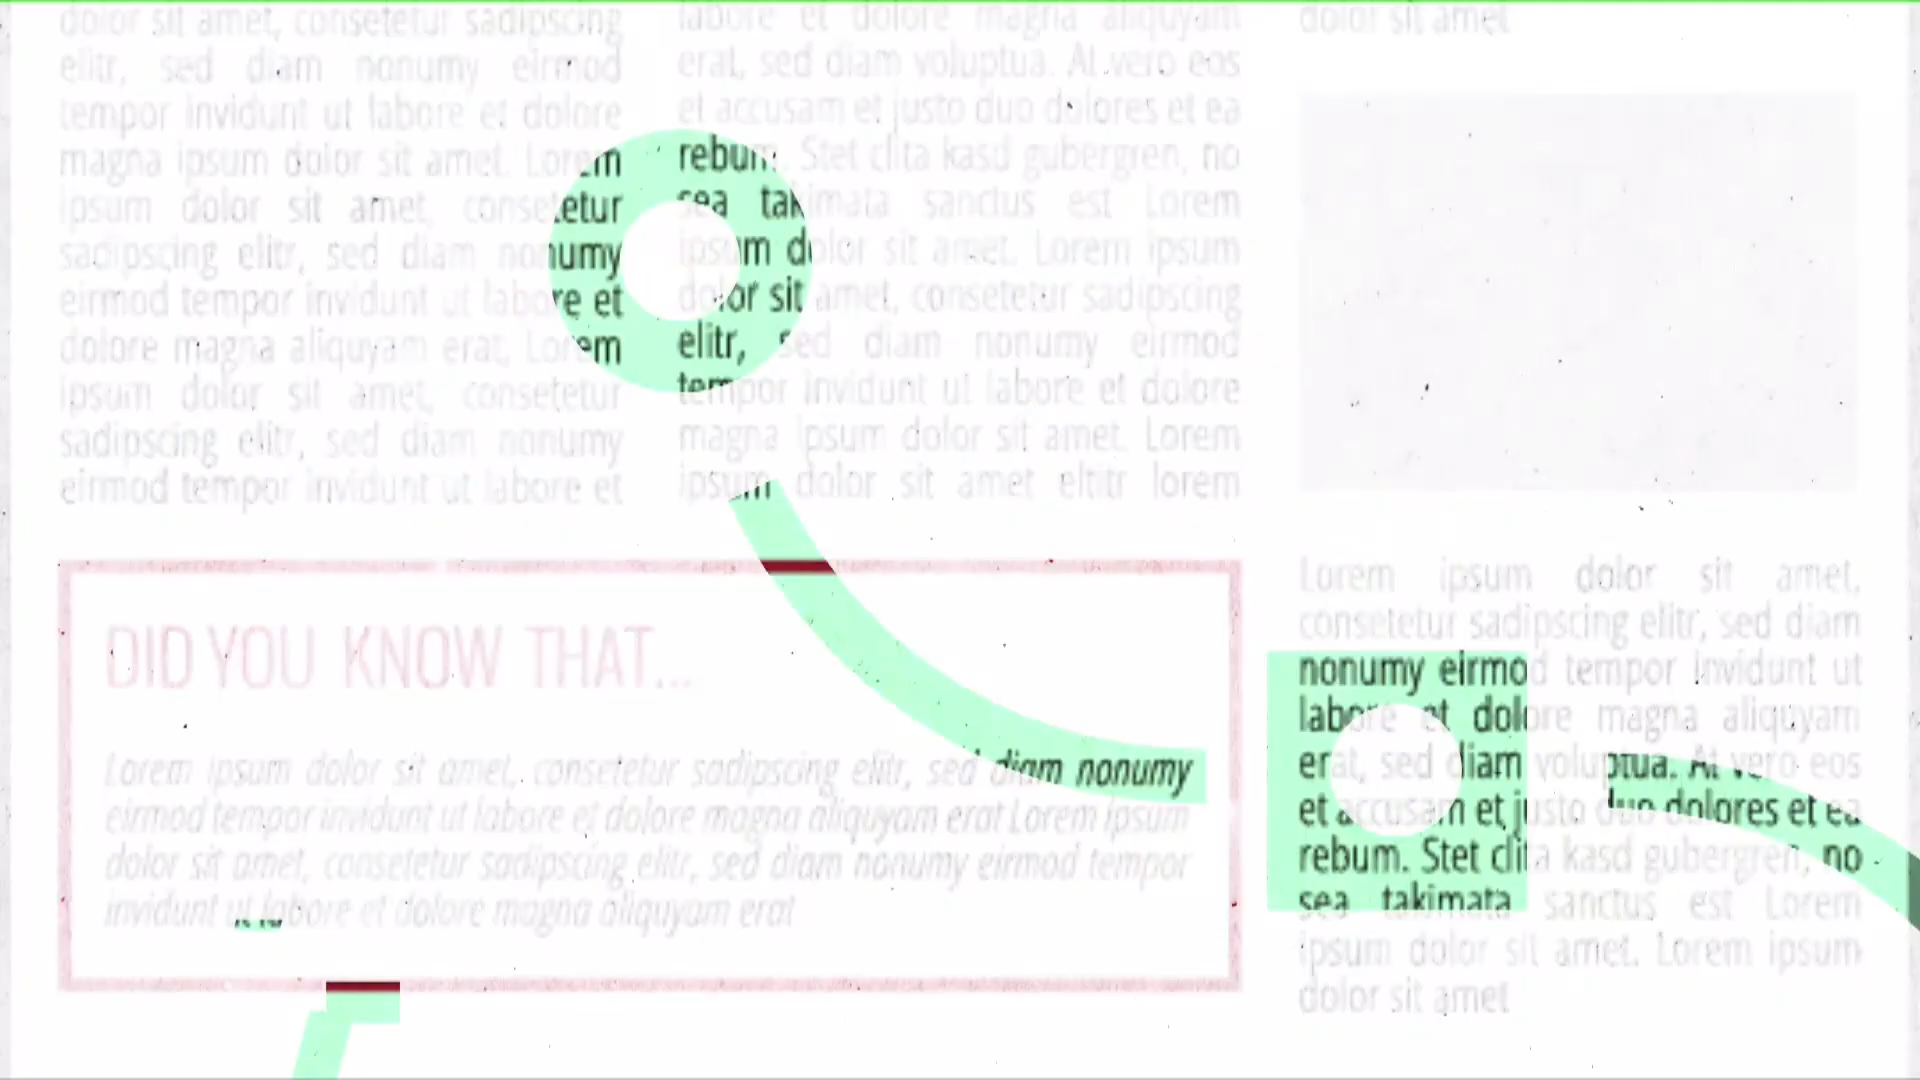 dolor sit amet, consetetur sadipscing
elitr, sed diam nonumy eirmod
tempor invidunt ut labore et dolore
magna ipsum dolor sit amet. Lorem
ipsum dolor sit amet, consetetur
sadipscing elitr, sed diam nonumy
eirmod tempor invidunt ut labore et
dolore magna aliquyam erat, Lorem
ipsum dolor sit amet, consetetur
sadipscing elitr, sed diam nonumy
eirmod tempor invidunt ut labore et
labore et dolore magna aliquyam
erat, sed diam voluptua. At vero eos
et accusam et justo duo dolores et ea
rebum. Stet clita kasd gubergren, no
sea takimata sanctus est Lorem
ipsum dolor sit amet. Lorem ipsum
dolor sit amet, consetetur sadipscing
elitr, sed diam nonumy eirmod
tempor invidunt ut labore et dolore
magna ipsum dolor sit amet. Lorem
ipsum dolor sit amet eltitr lorem
DID YOU KNOW THAT...
Lorem ipsum dolor sit amet, consetetur sadipscing elitr, sed diam nonumy
eirmod tempor invidunt ut labore et dolore magna aliquyam erat Lorem ipsum
dolor sit amet, consetetur sadipscing elitr, sed diam nonumy eirmod tempor
invidunt ut labore et dolore magna aliquyam erat
dolor sit amet
Lorem ipsum dolor sit amet,
consetetur sadipscing elitr, sed diam
nonumy eirmod tempor invidunt ut
labore et dolore magna aliquyam
erat, sed diam voluptua. At vero eos
et accusam et justo duo dolores et ea
rebum. Stet clita kasd gubergren, no
sea takimata sanctus est Lorem
ipsum dolor sit amet. Lorem ipsum
dolor sit amet